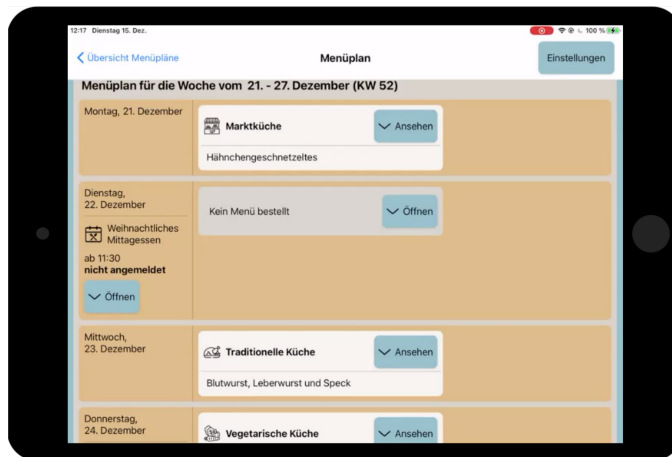 12:17 Dienstag 15. Dez.
100 %
Übersicht Menüpläne
Menüplan
Einstellungen
Menüplan für die Woche vom 21. - 27. Dezember (KW 52)
Montag, 21. Dezember
Marktküche
Ansehen
Hähnchengeschnetzeltes
Dienstag,
22. Dezember
Weihnachtliches
Mittagessen
ab 11:30
nicht angemeldet
Öffnen
Kein Menü bestellt
Öffnen
Mittwoch,
23. Dezember
Traditionelle Küche
Ansehen
Blutwurst, Leberwurst und Speck
Donnerstag,
24. Dezember
Vegetarische Küche
Ansehen